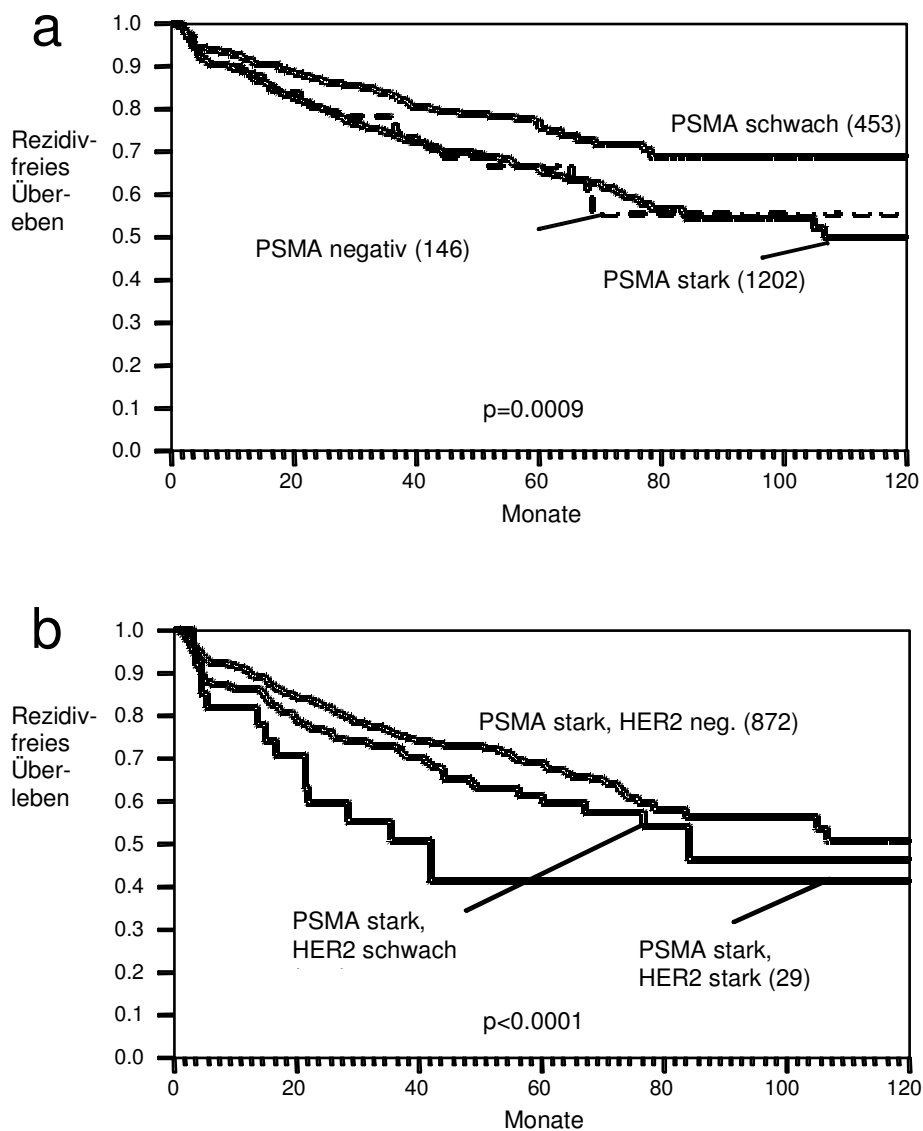 a
1.0
0.9
0.8
0.7
0.6
0.5
0.4
0.3
0.2
0.1
0.0
Rezidiv-
freies
Über-
eben
PSMA schwach (453)
PSMA negativ (146)
PSMA stark (1202)
p=0.0009
0 20 40 60 80 100 120
Monate
b
1.0
0.9
0.8
0.7
0.6
0.5
0.4
0.3
0.2
0.1
0.0
Rezidiv-
freies
Über-
leben
PSMA stark, HER2 neg. (872)
PSMA stark,
HER2 schwach
PSMA stark,
HER2 stark (29)
p<0.0001
0 20 40 60 80 100 120
Monate